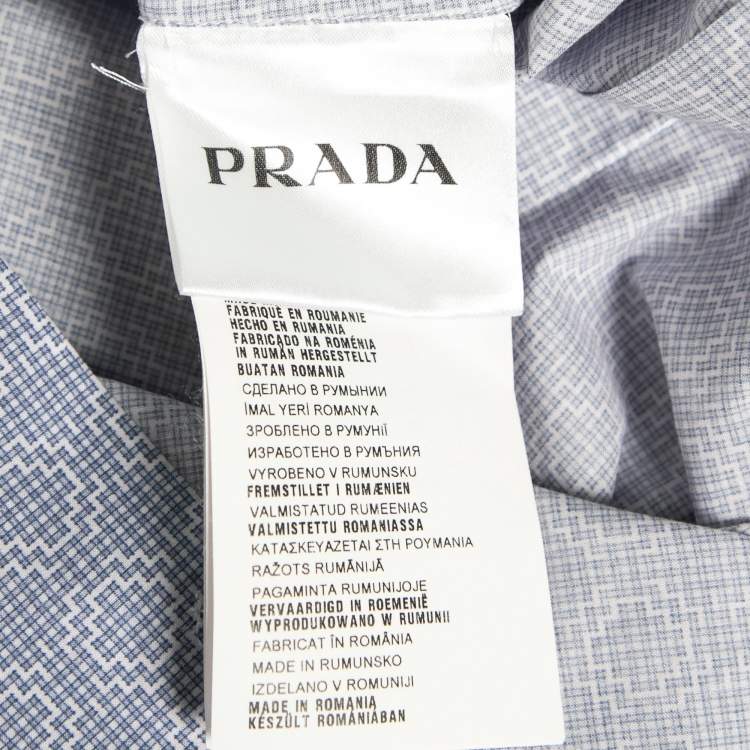 PRADA
FABRIQUE EN ROUMANIE
HECHO EN RUMANIA
FABRICADO NA ROMÉNIA
IN RUMÄN HERGESTELLT
BUATAN ROMANIA
СДЕЛАНО В РУМЫНИИ
İMAL YERİ ROMANYA
ЗРОБЛЕНО В РУМУНІЇ
ИЗРАБОТЕНО В РУМЪНИЯ
VYROBENO V RUMUNSKU
FREMSTILLET I RUMÆNIEN
VALMISTATUD RUMEENIAS
VALMISTETTU ROMANIASSA
ΚΑΤΑΣΚΕΥΑΖΕΤΑΙ ΣΤΗ ΡΟΥΜΑΝΙΑ
RAŽOTS RUMĀNIJĀ
PAGAMINTA RUMUNIJOJE
VERVAARDIGD IN ROEMENIË
WYPRODUKOWANO W RUMUNII
FABRICAT ÎN ROMÂNIA
MADE IN RUMUNSKO
IZDELANO V ROMUNIJI
MADE IN ROMANIA
KÉSZÜLT ROMÁNIÁBAN